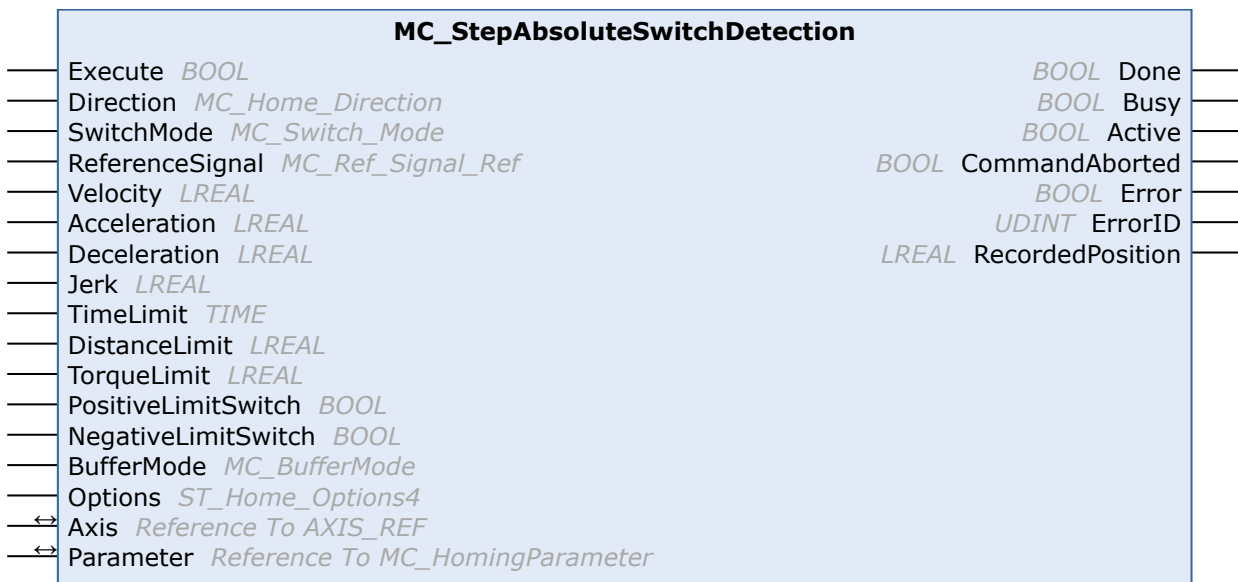 MC_StepAbsoluteSwitchDetection
Execute BOOL BOOL Done
Direction MC_Home_Direction BOOL Busy
SwitchMode MC_Switch_Mode BOOL Active
ReferenceSignal MC_Ref_Signal_Ref BOOL CommandAborted
Velocity LREAL BOOL Error
Acceleration LREAL UDINT ErrorID
Deceleration LREAL LREAL RecordedPosition
Jerk LREAL
TimeLimit TIME
DistanceLimit LREAL
TorqueLimit LREAL
PositiveLimitSwitch BOOL
NegativeLimitSwitch BOOL
BufferMode MC_BufferMode
Options ST_Home_Options4
Axis Reference To AXIS_REF
Parameter Reference To MC_HomingParameter